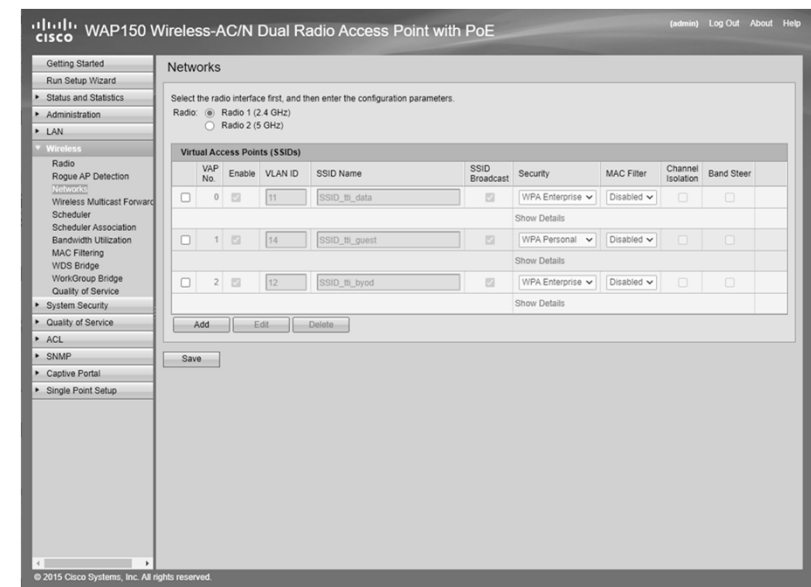 CISCO WAP150 Wireless-AC/N Dual Radio Access Point with PoE
(admin) Log Out About Help
Getting Started
Run Setup Wizard
Status and Statistics
Administration
LAN
Wireless
Radio
Rogue AP Detection
Networks
Wireless Multicast Forward
Scheduler
Scheduler Association
Bandwidth Utilization
MAC Filtering
WDS Bridge
WorkGroup Bridge
Quality of Service
System Security
Quality of Service
ACL
SNMP
Captive Portal
Single Point Setup
Networks
Select the radio interface first, and then enter the configuration parameters.
Radio: Radio 1 (2.4 GHz)
Radio 2 (5 GHz)
Virtual Access Points (SSIDs)
VAP No. Enable VLAN ID SSID Name SSID Broadcast Security MAC Filter Channel Isolation Band Steer
0 11 SSID_tti_data WPA Enterprise Disabled
Show Details
1 14 SSID_tti_guest WPA Personal Disabled
Show Details
2 12 SSID_tti_byod WPA Enterprise Disabled
Show Details
Add Edit Delete
Save
© 2015 Cisco Systems, Inc. All rights reserved.